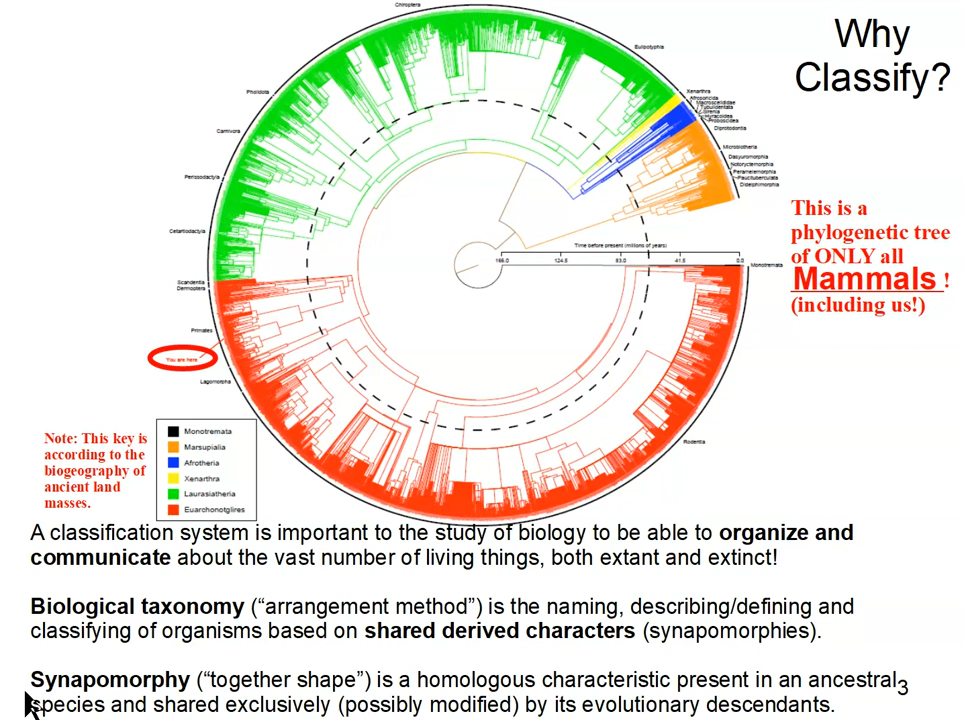 Why
Classify?
Chiroptera
Eulipotyphla
Pholidota
Carnivora
Perissodactyla
Cetartiodactyla
Scandentia
Dermoptera
Primates
You are here
Lagomorpha
Xenarthra
Afrosoricida
Macroscelididae
Tubulidentata
Sirenia
Hyracoidea
Proboscidea
Diprotodontia
Microbiotheria
Dasyuromorphia
Notoryctemorphia
Peramelemorphia
Paucituberculata
Didelphimorphia
Time before present (millions of years)
166.0 124.5 83.0 41.5 0.0
Monotremata
Rodentia
This is a
phylogenetic tree
of ONLY all
Mammals!
(including us!)
Note: This key is
according to the
biogeography of
ancient land
masses.
Monotremata
Marsupialia
Afrotheria
Xenarthra
Laurasiatheria
Euarchonotglires
A classification system is important to the study of biology to be able to organize and
communicate about the vast number of living things, both extant and extinct!
Biological taxonomy (“arrangement method”) is the naming, describing/defining and
classifying of organisms based on shared derived characters (synapomorphies).
Synapomorphy (“together shape”) is a homologous characteristic present in an ancestral
species and shared exclusively (possibly modified) by its evolutionary descendants.
3